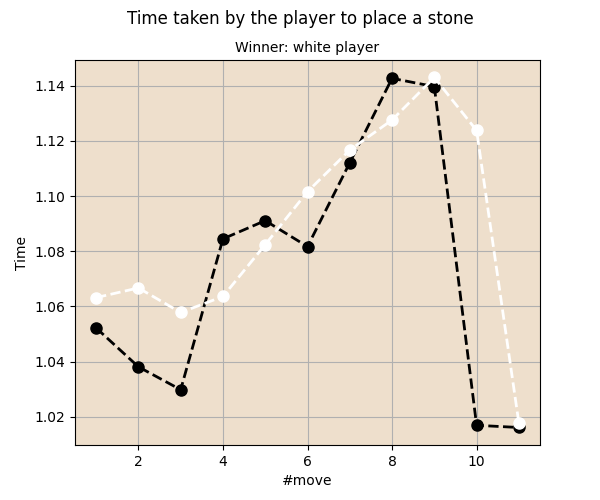 Time taken by the player to place a stone
Winner: white player
1.14
1.12
1.10
1.08
1.06
1.04
1.02
Time
2 4 6 8 10
#move